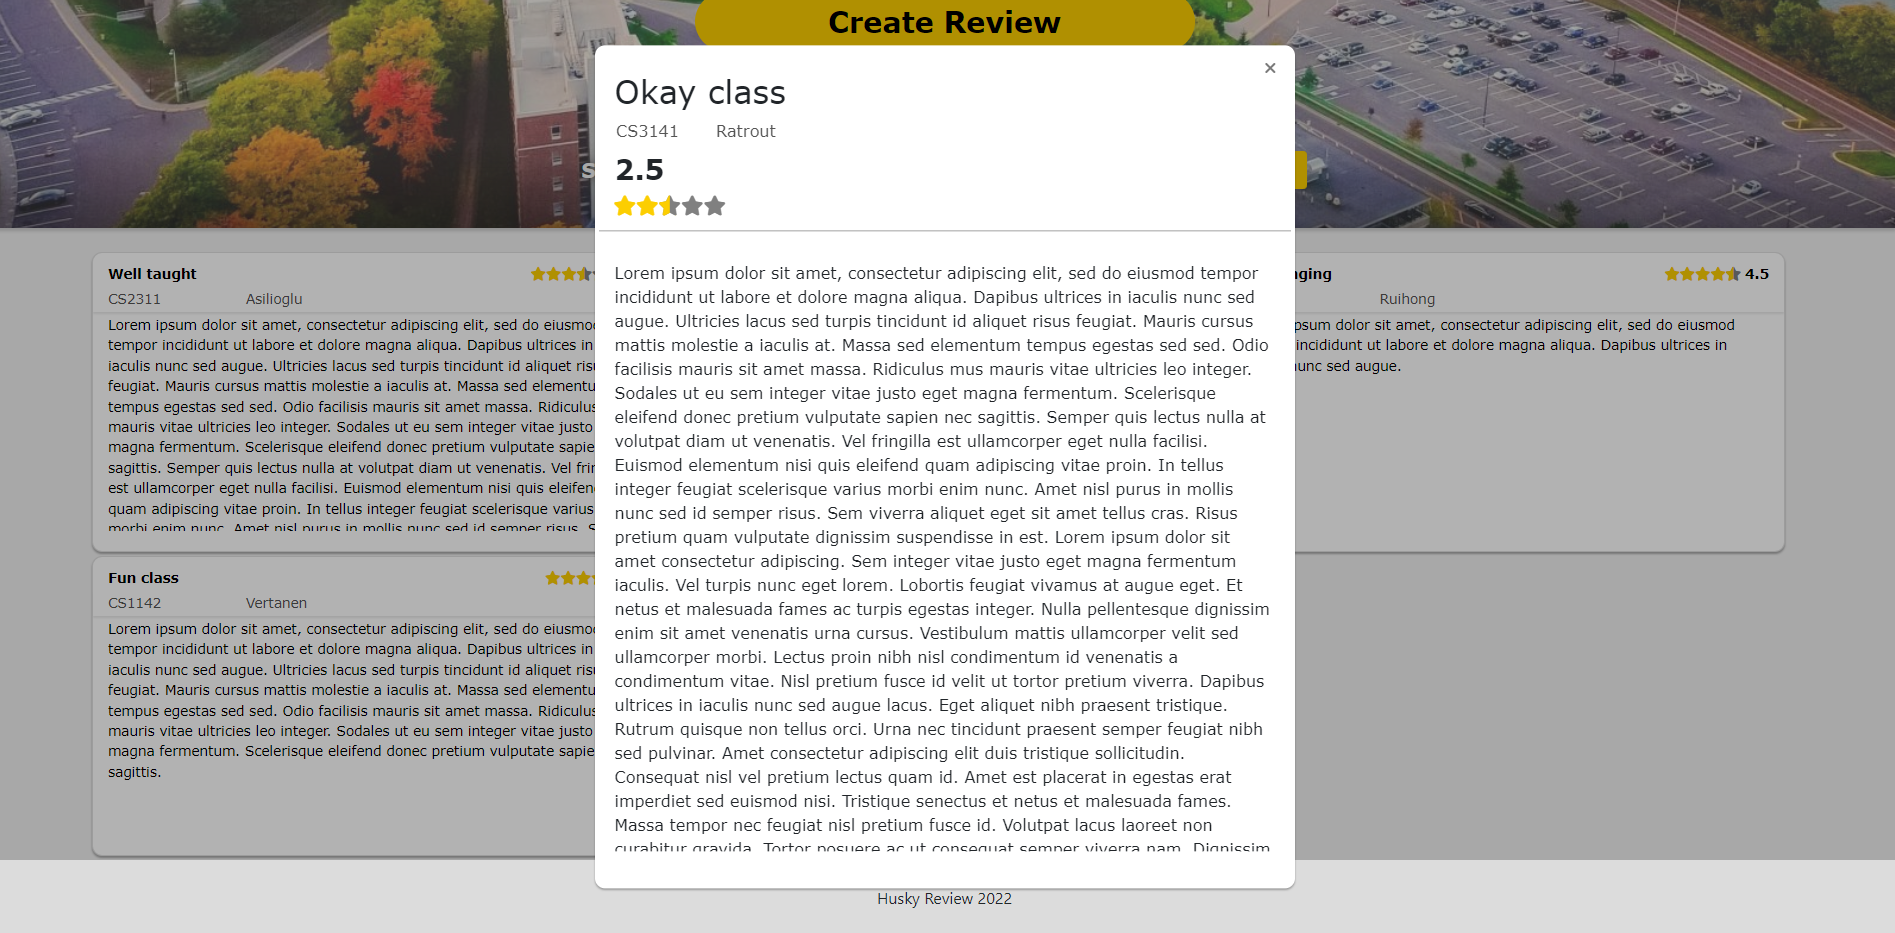 Create Review
×
Okay class
CS3141 Ratrout
2.5
S
Lorem ipsum dolor sit amet, consectetur adipiscing elit, sed do eiusmod tempor
incididunt ut labore et dolore magna aliqua. Dapibus ultrices in iaculis nunc sed
augue. Ultricies lacus sed turpis tincidunt id aliquet risus feugiat. Mauris cursus
mattis molestie a iaculis at. Massa sed elementum tempus egestas sed sed. Odio
facilisis mauris sit amet massa. Ridiculus mus mauris vitae ultricies leo integer.
Sodales ut eu sem integer vitae justo eget magna fermentum. Scelerisque
eleifend donec pretium vulputate sapien nec sagittis. Semper quis lectus nulla at
volutpat diam ut venenatis. Vel fringilla est ullamcorper eget nulla facilisi.
Euismod elementum nisi quis eleifend quam adipiscing vitae proin. In tellus
integer feugiat scelerisque varius morbi enim nunc. Amet nisl purus in mollis
nunc sed id semper risus. Sem viverra aliquet eget sit amet tellus cras. Risus
pretium quam vulputate dignissim suspendisse in est. Lorem ipsum dolor sit
amet consectetur adipiscing. Sem integer vitae justo eget magna fermentum
iaculis. Vel turpis nunc eget lorem. Lobortis feugiat vivamus at augue eget. Et
netus et malesuada fames ac turpis egestas integer. Nulla pellentesque dignissim
enim sit amet venenatis urna cursus. Vestibulum mattis ullamcorper velit sed
ullamcorper morbi. Lectus proin nibh nisl condimentum id venenatis a
condimentum vitae. Nisl pretium fusce id velit ut tortor pretium viverra. Dapibus
ultrices in iaculis nunc sed augue lacus. Eget aliquet nibh praesent tristique.
Rutrum quisque non tellus orci. Urna nec tincidunt praesent semper feugiat nibh
sed pulvinar. Amet consectetur adipiscing elit duis tristique sollicitudin.
Consequat nisl vel pretium lectus quam id. Amet est placerat in egestas erat
imperdiet sed euismod nisi. Tristique senectus et netus et malesuada fames.
Massa tempor nec feugiat nisl pretium fusce id. Volutpat lacus laoreet non
curabitur gravida. Tortor posuere ac ut consequat semper viverra nam. Dignissim
Well taught
CS2311 Asilioglu
Lorem ipsum dolor sit amet, consectetur adipiscing elit, sed do eiusmo
tempor incididunt ut labore et dolore magna aliqua. Dapibus ultrices in
iaculis nunc sed augue. Ultricies lacus sed turpis tincidunt id aliquet ris
feugiat. Mauris cursus mattis molestie a iaculis at. Massa sed elementu
tempus egestas sed sed. Odio facilisis mauris sit amet massa. Ridiculus
mauris vitae ultricies leo integer. Sodales ut eu sem integer vitae justo
magna fermentum. Scelerisque eleifend donec pretium vulputate sapie
sagittis. Semper quis lectus nulla at volutpat diam ut venenatis. Vel frin
est ullamcorper eget nulla facilisi. Euismod elementum nisi quis eleifen
quam adipiscing vitae proin. In tellus integer feugiat scelerisque varius
morbi enim nunc. Amet nisl purus in mollis nunc sed id semper risus. S
nging
4.5
Ruihong
psum dolor sit amet, consectetur adipiscing elit, sed do eiusmod
incididunt ut labore et dolore magna aliqua. Dapibus ultrices in
unc sed augue.
Fun class
CS1142 Vertanen
Lorem ipsum dolor sit amet, consectetur adipiscing elit, sed do eiusmo
tempor incididunt ut labore et dolore magna aliqua. Dapibus ultrices in
iaculis nunc sed augue. Ultricies lacus sed turpis tincidunt id aliquet ris
feugiat. Mauris cursus mattis molestie a iaculis at. Massa sed elementu
tempus egestas sed sed. Odio facilisis mauris sit amet massa. Ridiculus
mauris vitae ultricies leo integer. Sodales ut eu sem integer vitae justo
magna fermentum. Scelerisque eleifend donec pretium vulputate sapie
sagittis.
Husky Review 2022